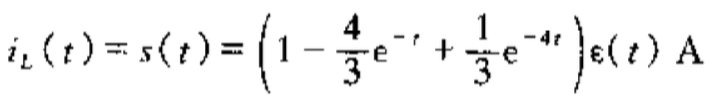 i_L(t) = s(t) = (1 - 4/3 e^{-t} + 1/3 e^{-4t}) ε(t) A